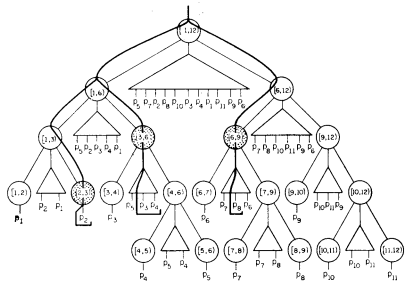 [1,12)
[1,6) p5 p7 p2 p8 p10 p3 p4 p1 p11 p9 p6 [6,12)
[1,3) p5 p2 p3 p4 p1 [3,6) [6,9) p7 p8 p10 p11 p9 p6 [9,12)
[1,2) p2 p1 [2,3) [3,4) p5 p3 p4 [4,6) [6,7) p7 p8 p6 [7,9) [9,10) p10 p11 p9 [10,12)
p1 p2 p3 p6 p9
[4,5) p5 p4 [5,6) [7,8) p7 p8 [8,9) [10,11) p10 p11 [11,12)
p4 p5 p7 p8 p10 p11